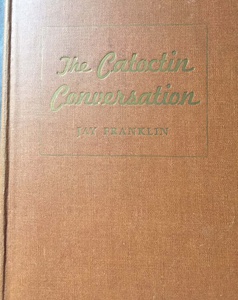 The Catoctin
Conversation
JAY FRANKLIN